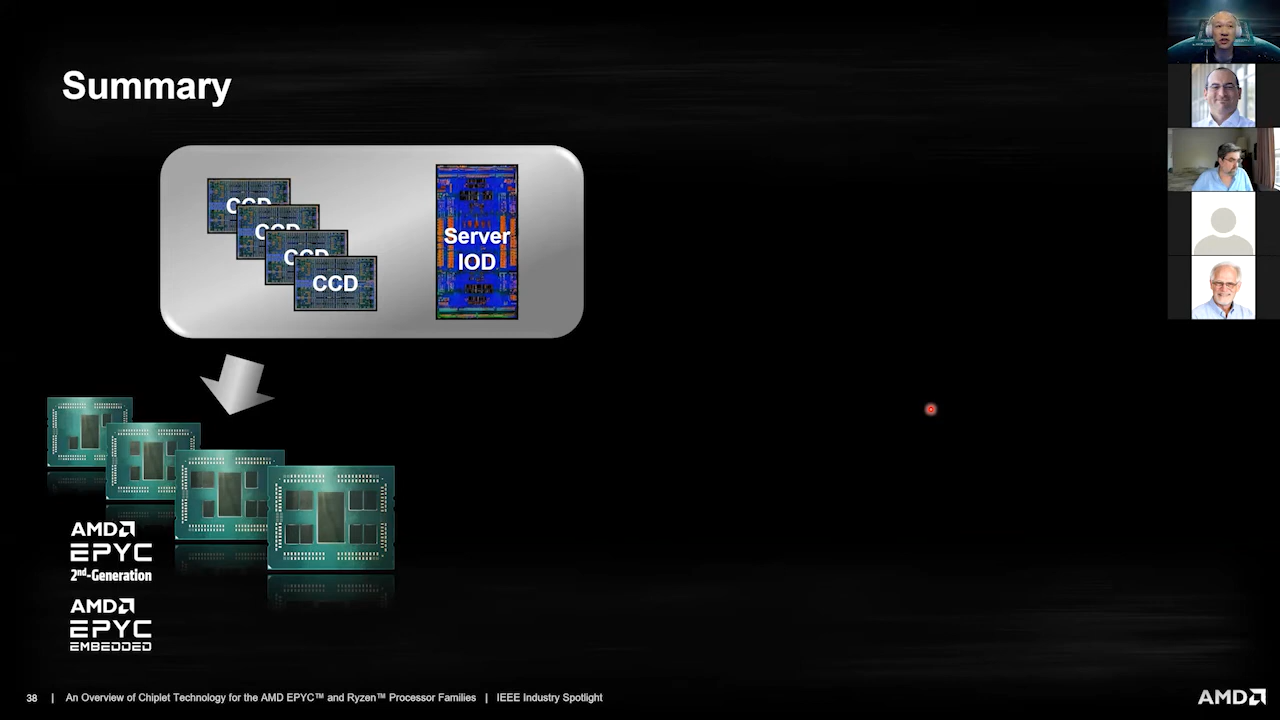 Summary
CCD
CCD
CCD
CCD
Server
IOD
AMD
EPYC
2nd-Generation
AMD
EPYC
EMBEDDED
38 | An Overview of Chiplet Technology for the AMD EPYC™ and Ryzen™ Processor Families | IEEE Industry Spotlight
AMD